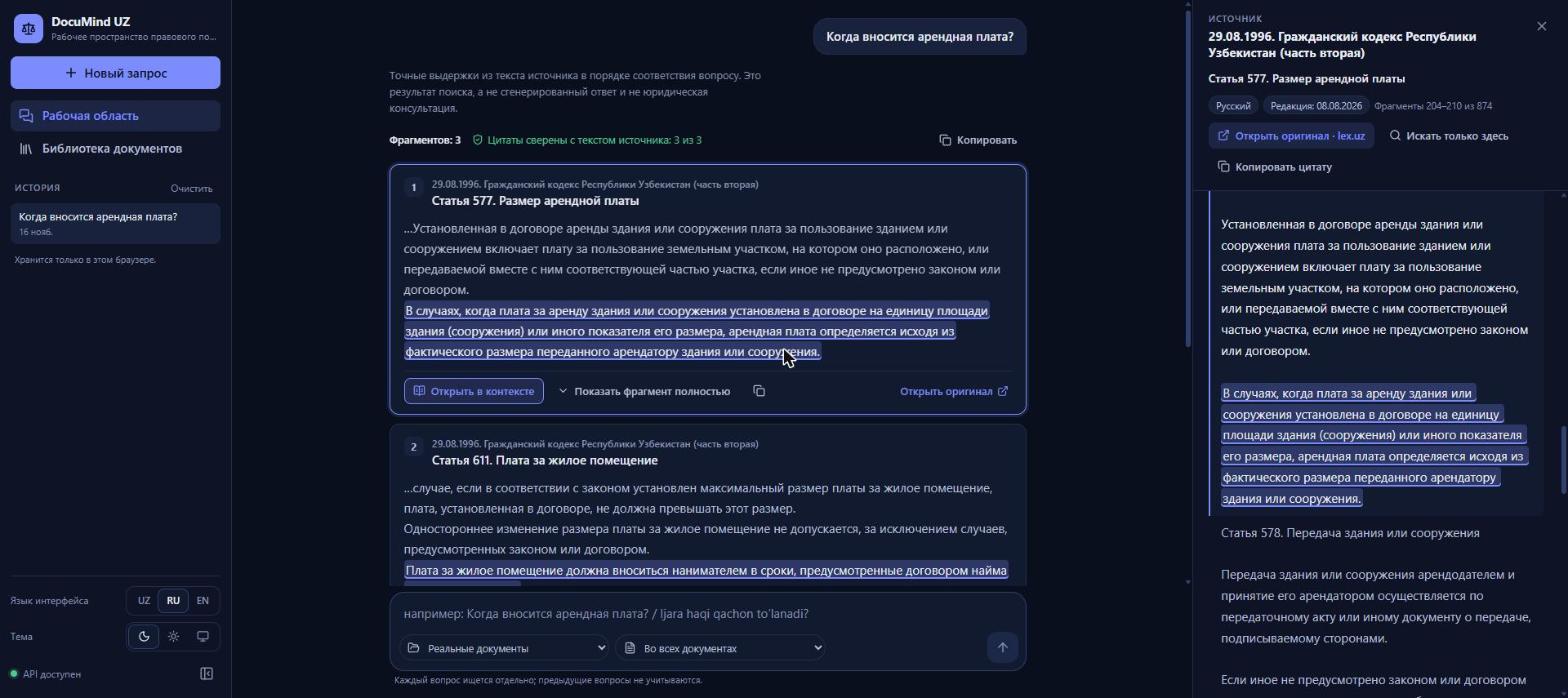 DocuMind UZ
Рабочее пространство правового по...
Новый запрос
Рабочая область
Библиотека документов
ИСТОРИЯ
Очистить
Когда вносится арендная плата?
16 нояб.
Хранится только в этом браузере.
Язык интерфейса
UZ
RU
EN
Тема
API доступен
Когда вносится арендная плата?
Точные выдержки из текста источника в порядке соответствия вопросу. Это
результат поиска, а не сгенерированный ответ и не юридическая
консультация.
Фрагментов: 3
Цитаты сверены с текстом источника: 3 из 3
Копировать
1
29.08.1996. Гражданский кодекс Республики Узбекистан (часть вторая)
Статья 577. Размер арендной платы
...Установленная в договоре аренды здания или сооружения плата за пользование зданием или
сооружением включает плату за пользование земельным участком, на котором оно расположено, или
передаваемой вместе с ним соответствующей частью участка, если иное не предусмотрено законом или
договором.
В случаях, когда плата за аренду здания или сооружения установлена в договоре на единицу площади
здания (сооружения) или иного показателя его размера, арендная плата определяется исходя из
фактического размера переданного арендатору здания или сооружения.
Открыть в контексте
Показать фрагмент полностью
Открыть оригинал
2
29.08.1996. Гражданский кодекс Республики Узбекистан (часть вторая)
Статья 611. Плата за жилое помещение
...случае, если в соответствии с законом установлен максимальный размер платы за жилое помещение,
плата, установленная в договоре, не должна превышать этот размер.
Одностороннее изменение размера платы за жилое помещение не допускается, за исключением случаев,
предусмотренных законом или договором.
Плата за жилое помещение должна вноситься нанимателем в сроки, предусмотренные договором найма
например: Когда вносится арендная плата? / Ijara haqi qachon to'lanadi?
Реальные документы
Во всех документах
Каждый вопрос ищется отдельно; предыдущие вопросы не учитываются.
ИСТОЧНИК
29.08.1996. Гражданский кодекс Республики
Узбекистан (часть вторая)
Статья 577. Размер арендной платы
Русский
Редакция: 08.08.2026
Фрагменты 204–210 из 874
Открыть оригинал · lex.uz
Искать только здесь
Копировать цитату
Установленная в договоре аренды здания или
сооружения плата за пользование зданием или
сооружением включает плату за пользование
земельным участком, на котором оно расположено,
или передаваемой вместе с ним соответствующей
частью участка, если иное не предусмотрено законом
или договором.
В случаях, когда плата за аренду здания или
сооружения установлена в договоре на единицу
площади здания (сооружения) или иного показателя
его размера, арендная плата определяется исходя из
фактического размера переданного арендатору
здания или сооружения.
Статья 578. Передача здания или сооружения
Передача здания или сооружения арендодателем и
принятие его арендатором осуществляется по
передаточному акту или иному документу о передаче,
подписываемому сторонами.
Если иное не предусмотрено законом или договором